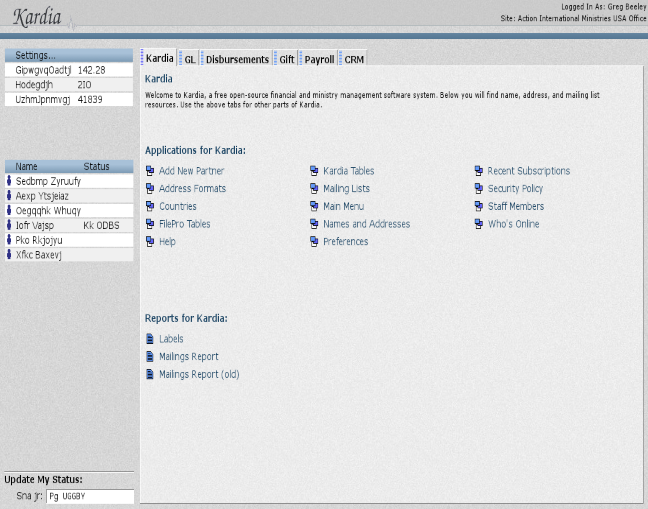 Kardia
Logged In As: Greg Beeley
Site: Action International Ministries USA Office
Settings...
GipwgvqOadtjl 142.28
Hodegdjh 2IO
UzhmJpnmvgj 41839
Kardia GL Disbursements Gift Payroll CRM
Kardia
Welcome to Kardia, a free open-source financial and ministry management software system. Below you will find name, address, and mailing list
resources. Use the above tabs for other parts of Kardia.
Applications for Kardia:
Add New Partner
Kardia Tables
Recent Subscriptions
Address Formats
Mailing Lists
Security Policy
Countries
Main Menu
Staff Members
FilePro Tables
Names and Addresses
Who's Online
Help
Preferences
Name Status
Sedbmp Zyruufy
Aexp Ytsjeiaz
Oegqqhk Whuqy
Iofr Vajsp Kk ODBS
Pko Rkjojyu
Xfkc Baxevj
Reports for Kardia:
Labels
Mailings Report
Mailings Report (old)
Update My Status:
Sna jr: Pg UGGBY